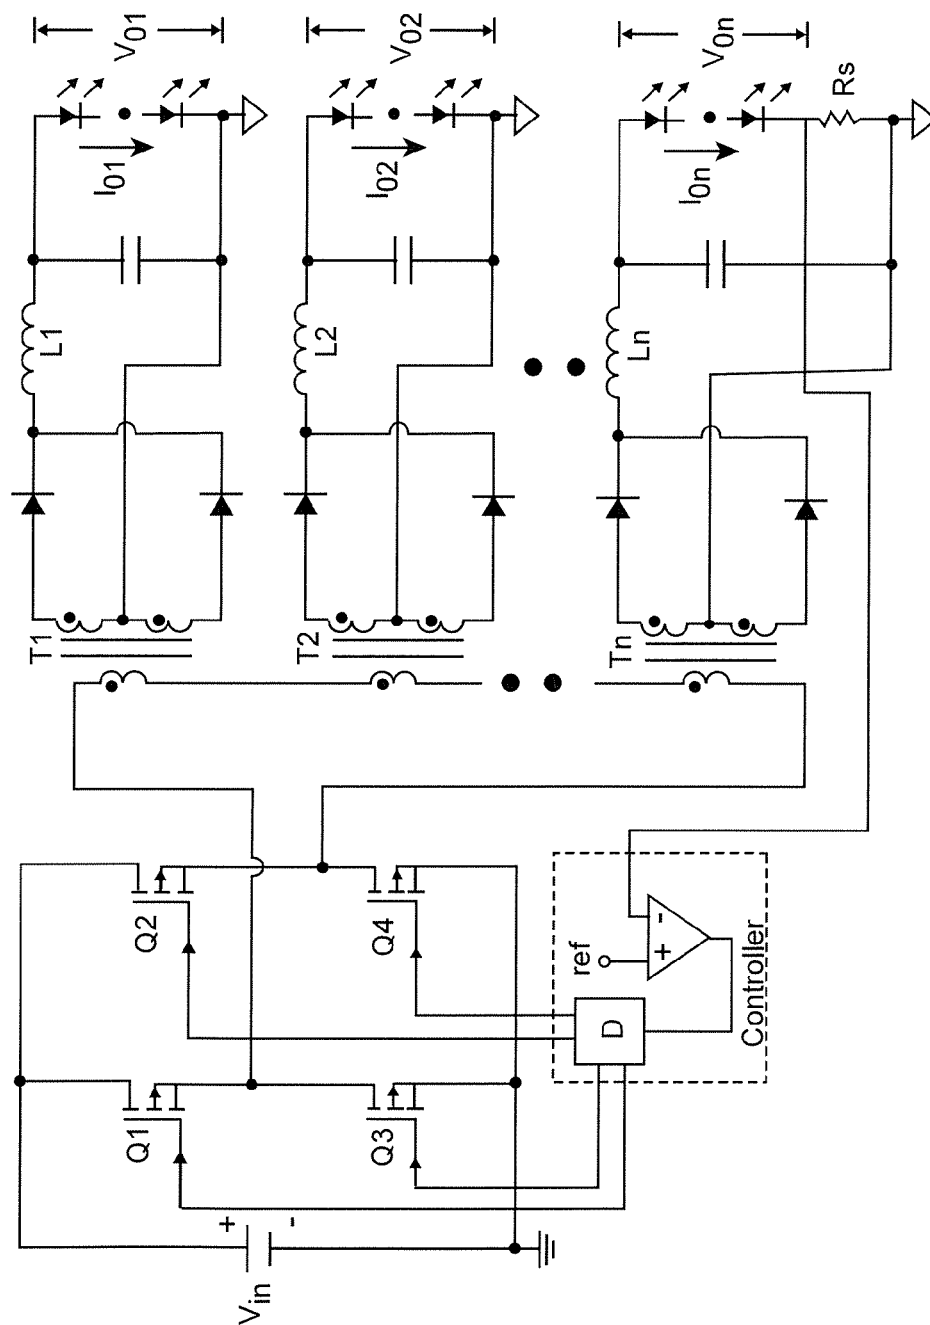 Vin
+
-
Q1
Q2
Q3
Q4
D
ref
+
-
Controller
T1
L1
I01
V01
T2
L2
I02
V02
Tn
Ln
I0n
V0n
Rs